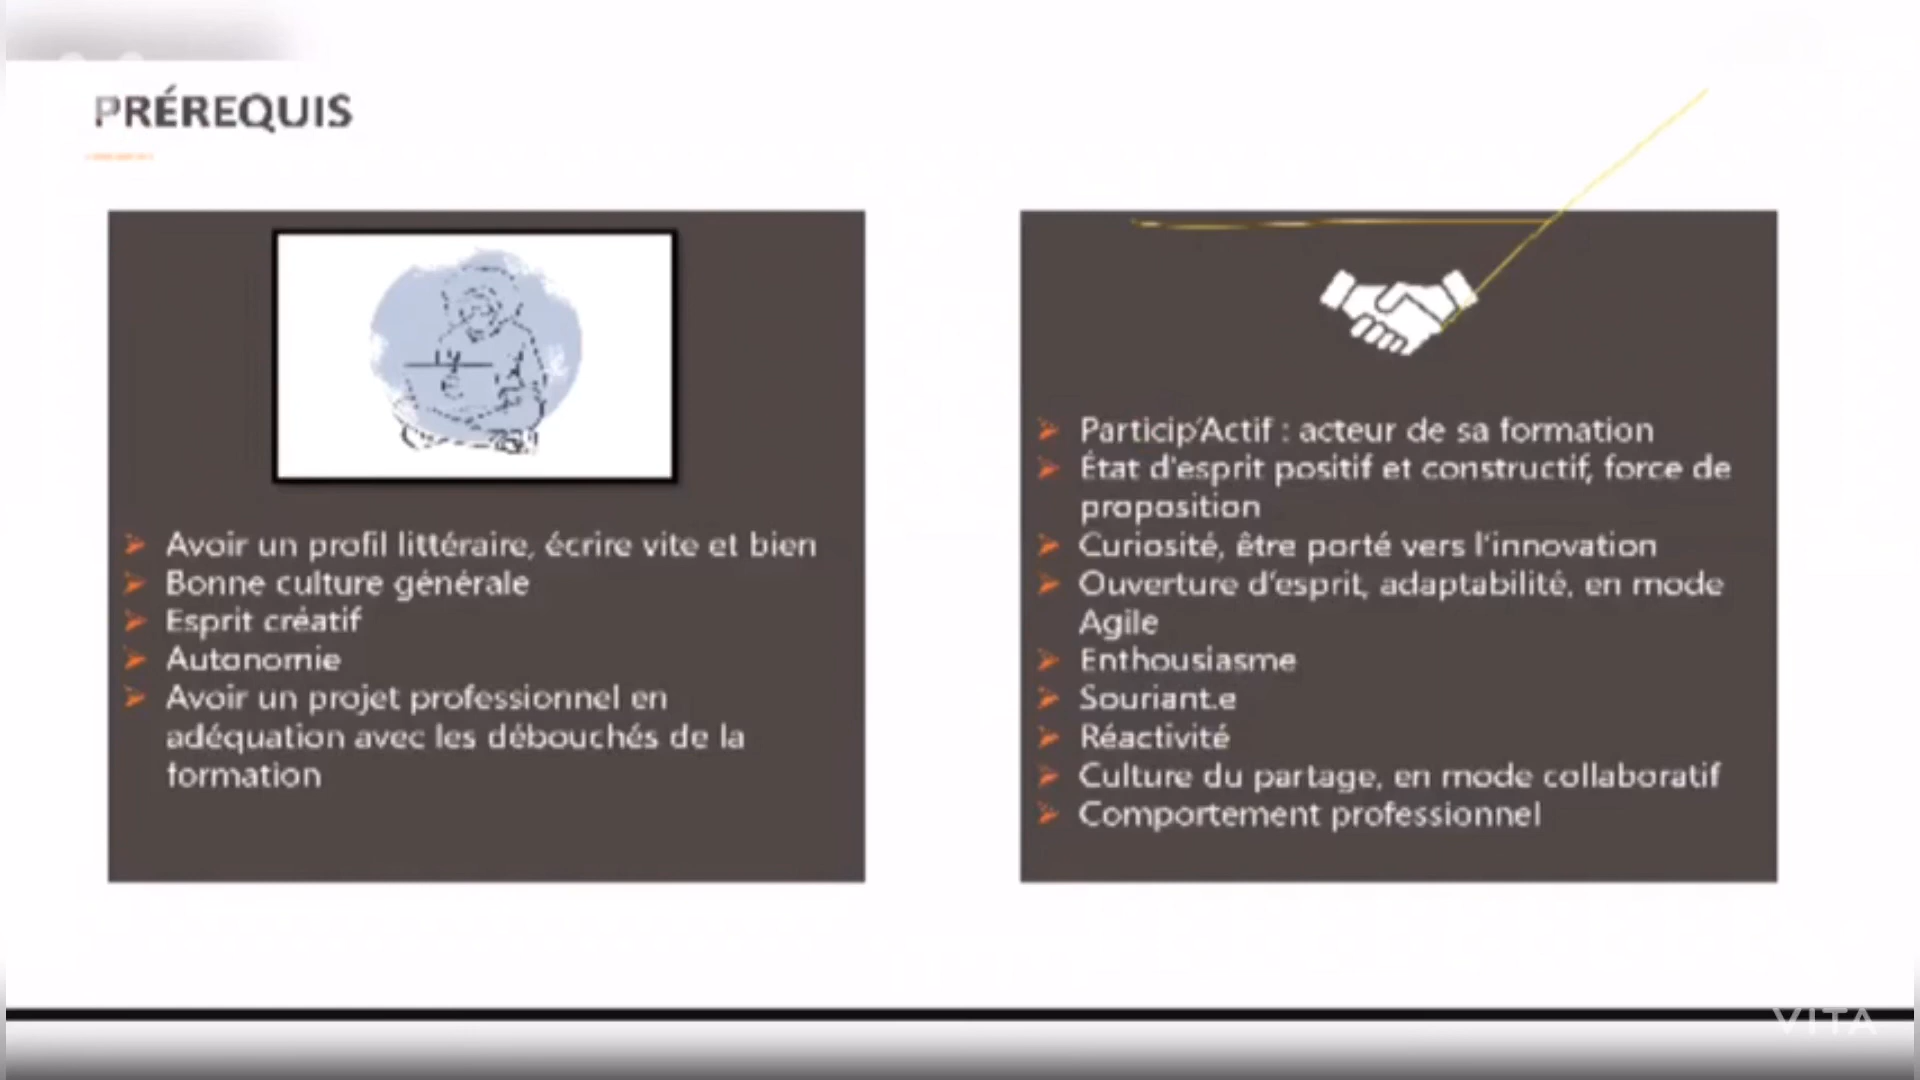 PRÉREQUIS
Avoir un profil littéraire, écrire vite et bien
Bonne culture générale
Esprit créatif
Autonomie
Avoir un projet professionnel en
adéquation avec les débouchés de la
formation
Particip'Actif : acteur de sa formation
État d'esprit positif et constructif, force de
proposition
Curiosité, être porté vers l'innovation
Ouverture d'esprit, adaptabilité, en mode
Agile
Enthousiasme
Souriant.e
Réactivité
Culture du partage, en mode collaboratif
Comportement professionnel
VITA